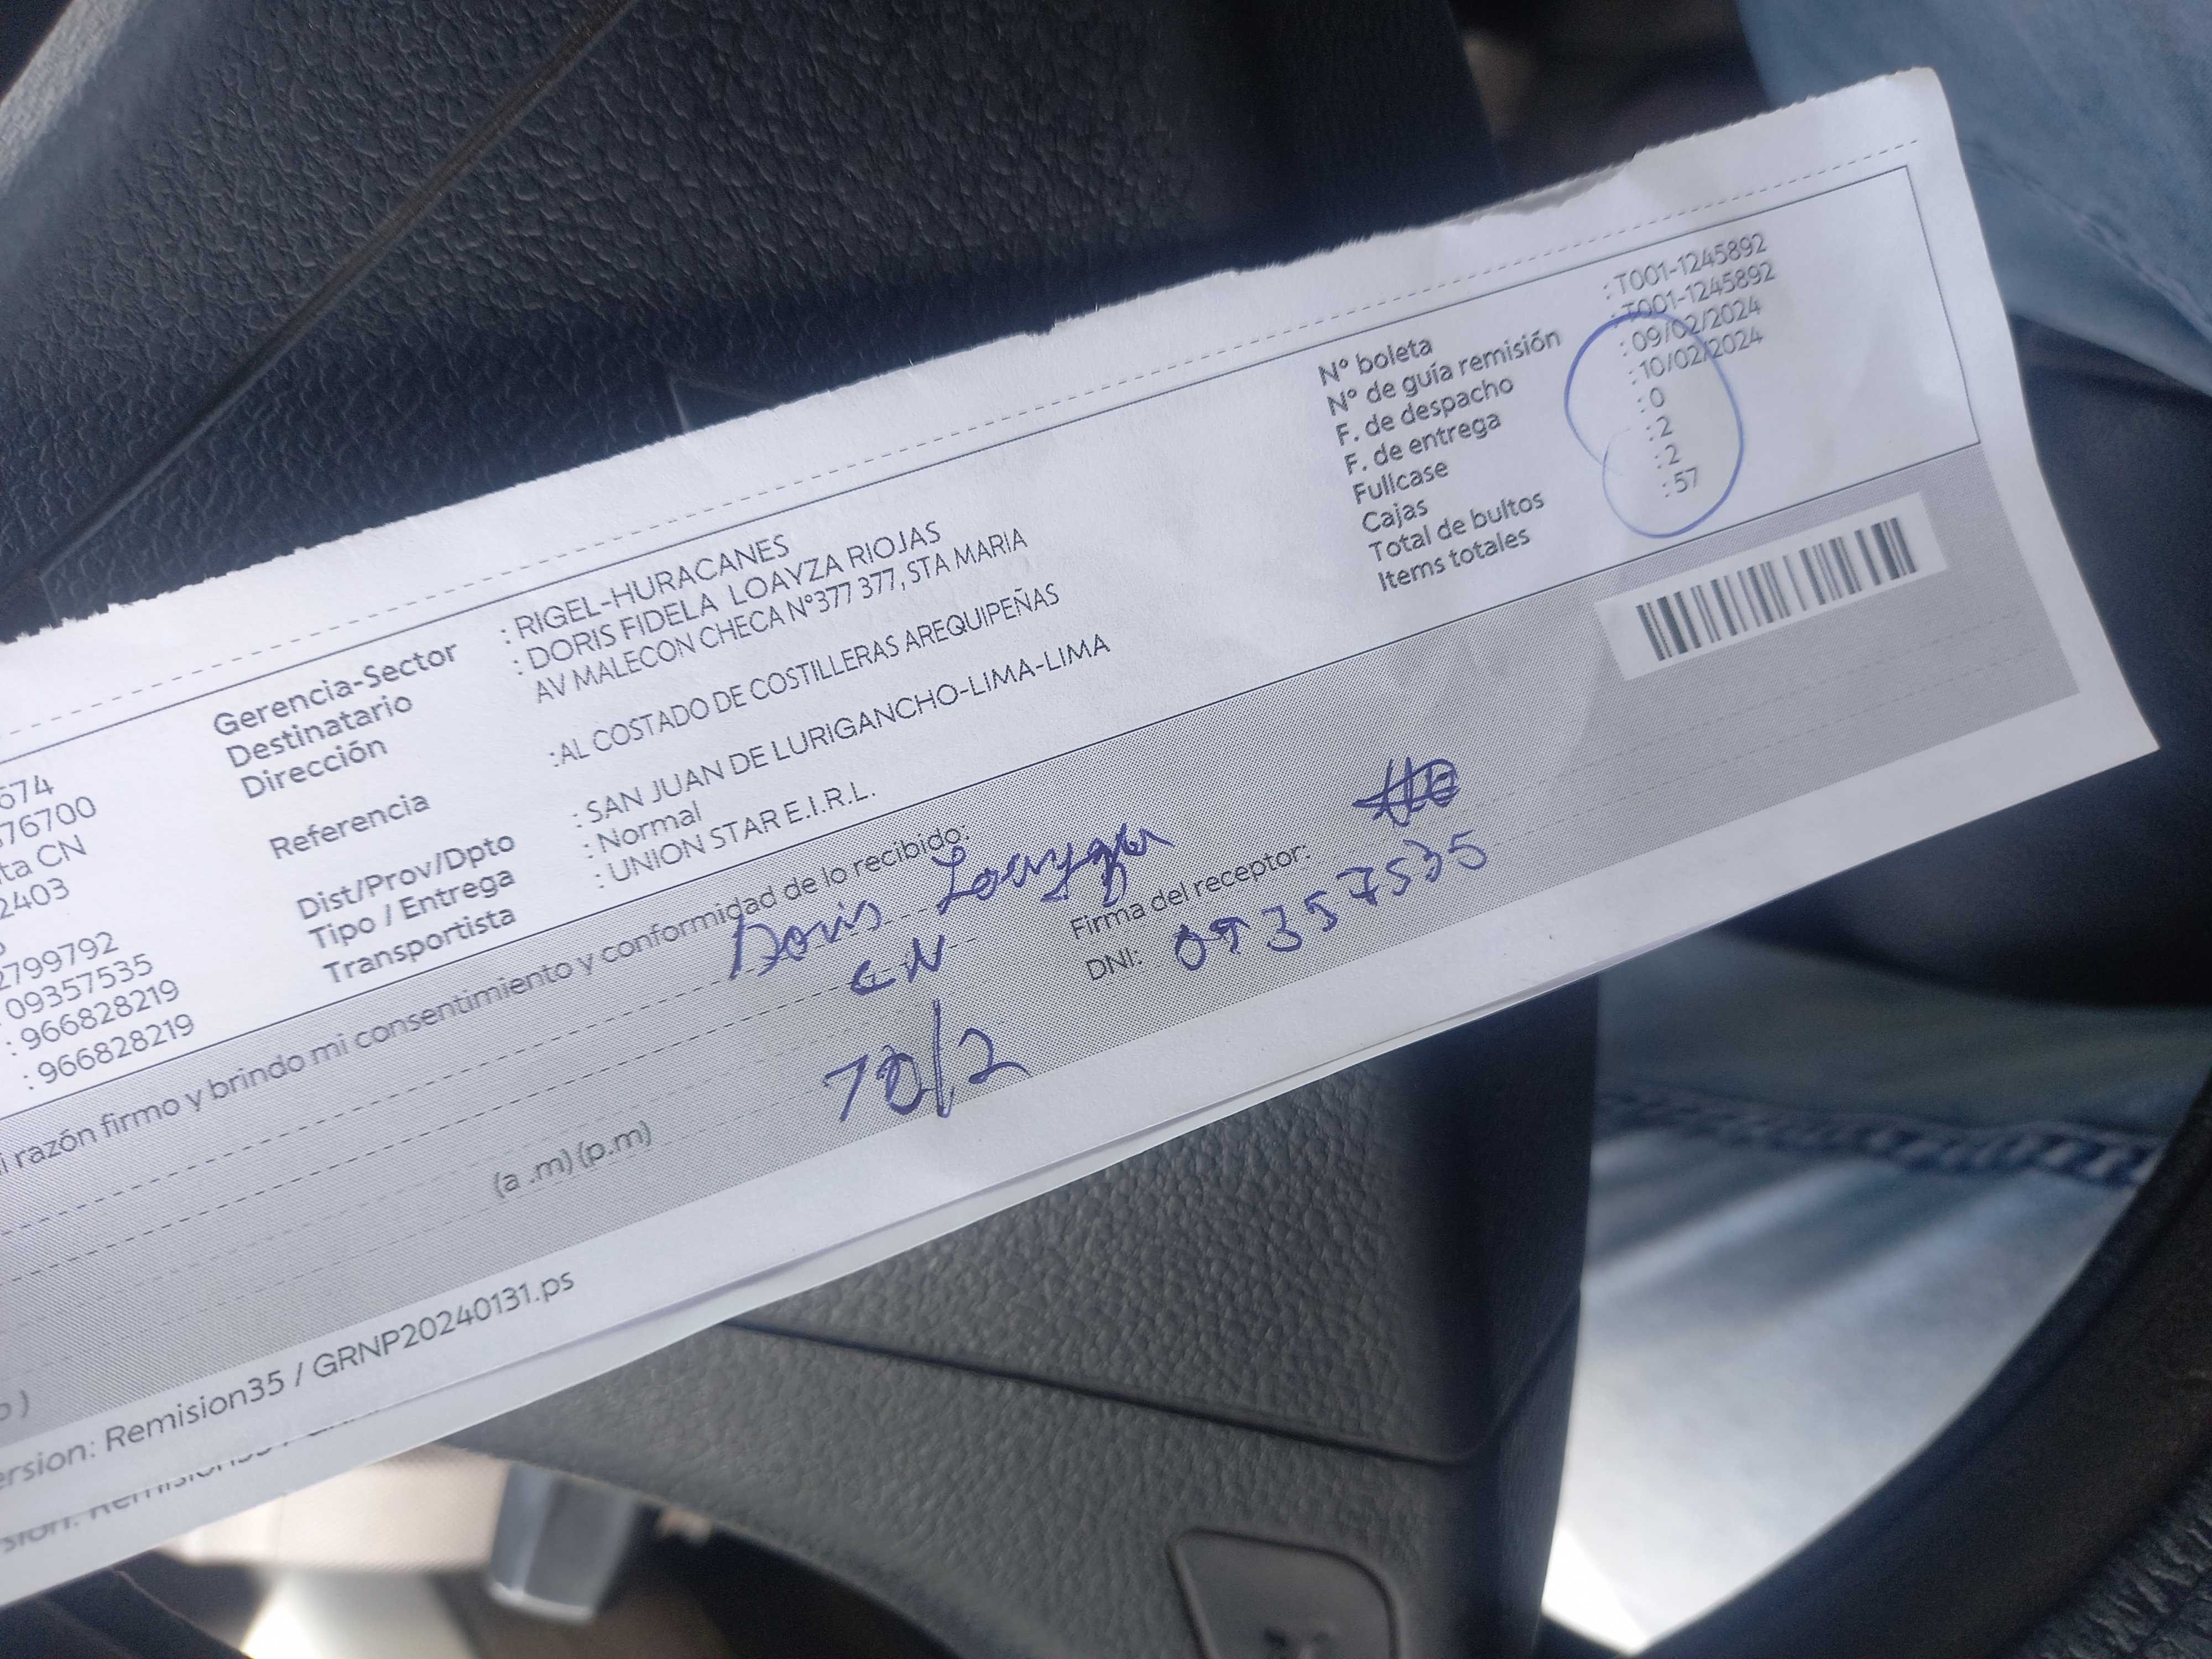 : T001-1245892
: T001-1245892
: 09/02/2024
: 10/02/2024
: 0
: 2
: 2
: 57
N° boleta
N° de guía remisión
F. de despacho
F. de entrega
Fullcase
Cajas
Total de bultos
Items totales
Gerencia-Sector : RIGEL-HURACANES
Destinatario : DORIS FIDELA LOAYZA RIOJAS
Dirección AV MALECON CHECA N°377 377, STA MARIA
Referencia :AL COSTADO DE COSTILLERAS AREQUIPEÑAS
Dist/Prov/Dpto : SAN JUAN DE LURIGANCHO-LIMA-LIMA
Tipo / Entrega : Normal
Transportista : UNION STAR E.I.R.L.
674
76700
ta CN
2403
2799792
09357535
: 966828219
: 966828219
razón firmo y brindo mi consentimiento y conformidad de lo recibido:
Doris Loayza
CN
10/2
Firma del receptor:
DNI: 09357535
(a .m) (p.m)
ersion: Remision35 / GRNP20240131.ps